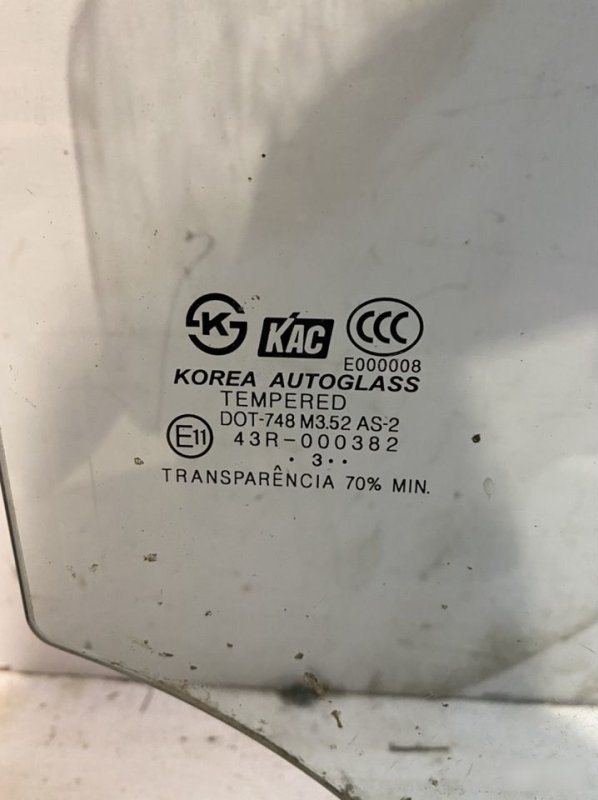 K
KAC
CCC
E000008
KOREA AUTOGLASS
TEMPERED
DOT-748 M3.52 AS-2
E11
43R-000382
· 3 · ·
TRANSPARÊNCIA 70% MIN.